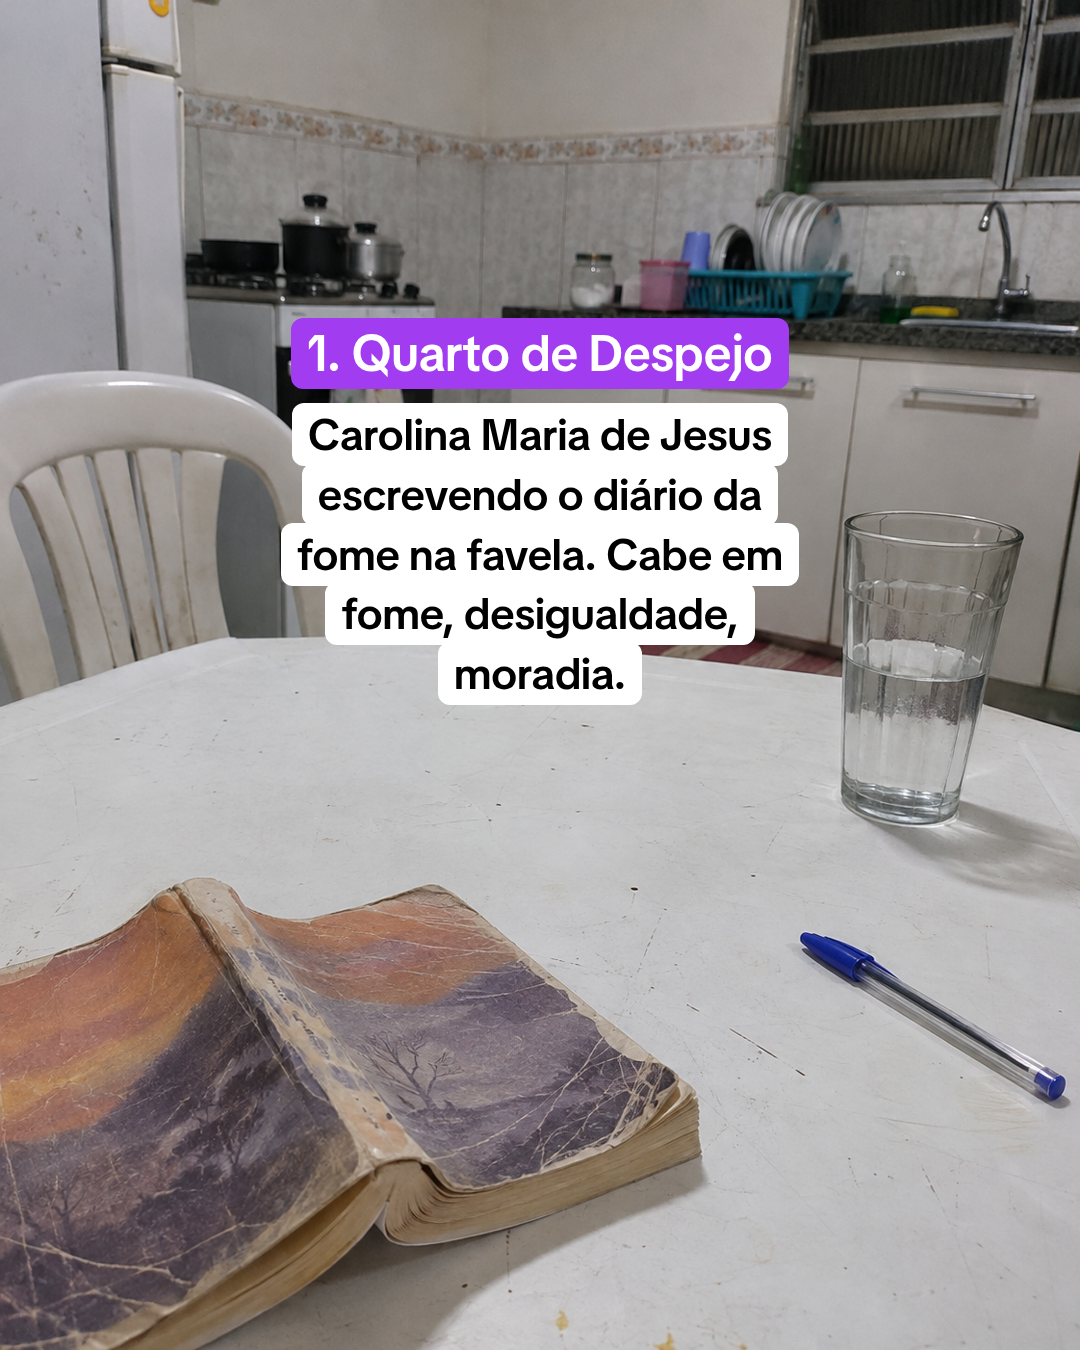 1. Quarto de Despejo
Carolina Maria de Jesus
escrevendo o diário da
fome na favela. Cabe em
fome, desigualdade,
moradia.